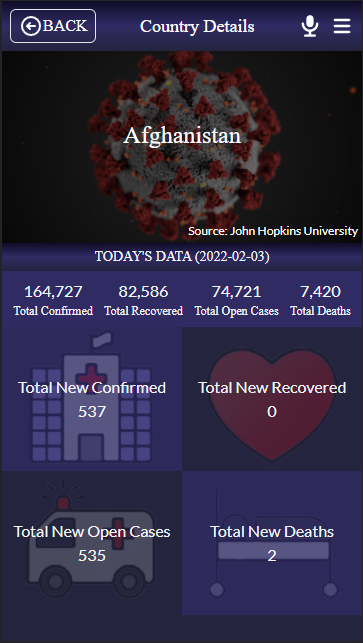 BACK
Country Details
Afghanistan
Source: John Hopkins University
TODAY'S DATA (2022-02-03)
164,727 82,586 74,721 7,420
Total Confirmed Total Recovered Total Open Cases Total Deaths
Total New Confirmed
537
Total New Recovered
0
Total New Open Cases
535
Total New Deaths
2